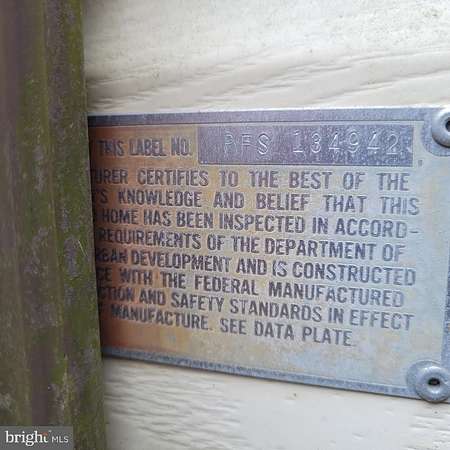 THIS LABEL NO. PFS 134942
URER CERTIFIES TO THE BEST OF THE
'S KNOWLEDGE AND BELIEF THAT THIS
HOME HAS BEEN INSPECTED IN ACCORD-
REQUIREMENTS OF THE DEPARTMENT OF
RBAN DEVELOPMENT AND IS CONSTRUCTED
CE WITH THE FEDERAL MANUFACTURED
CTION AND SAFETY STANDARDS IN EFFECT
F MANUFACTURE. SEE DATA PLATE.
bright MLS